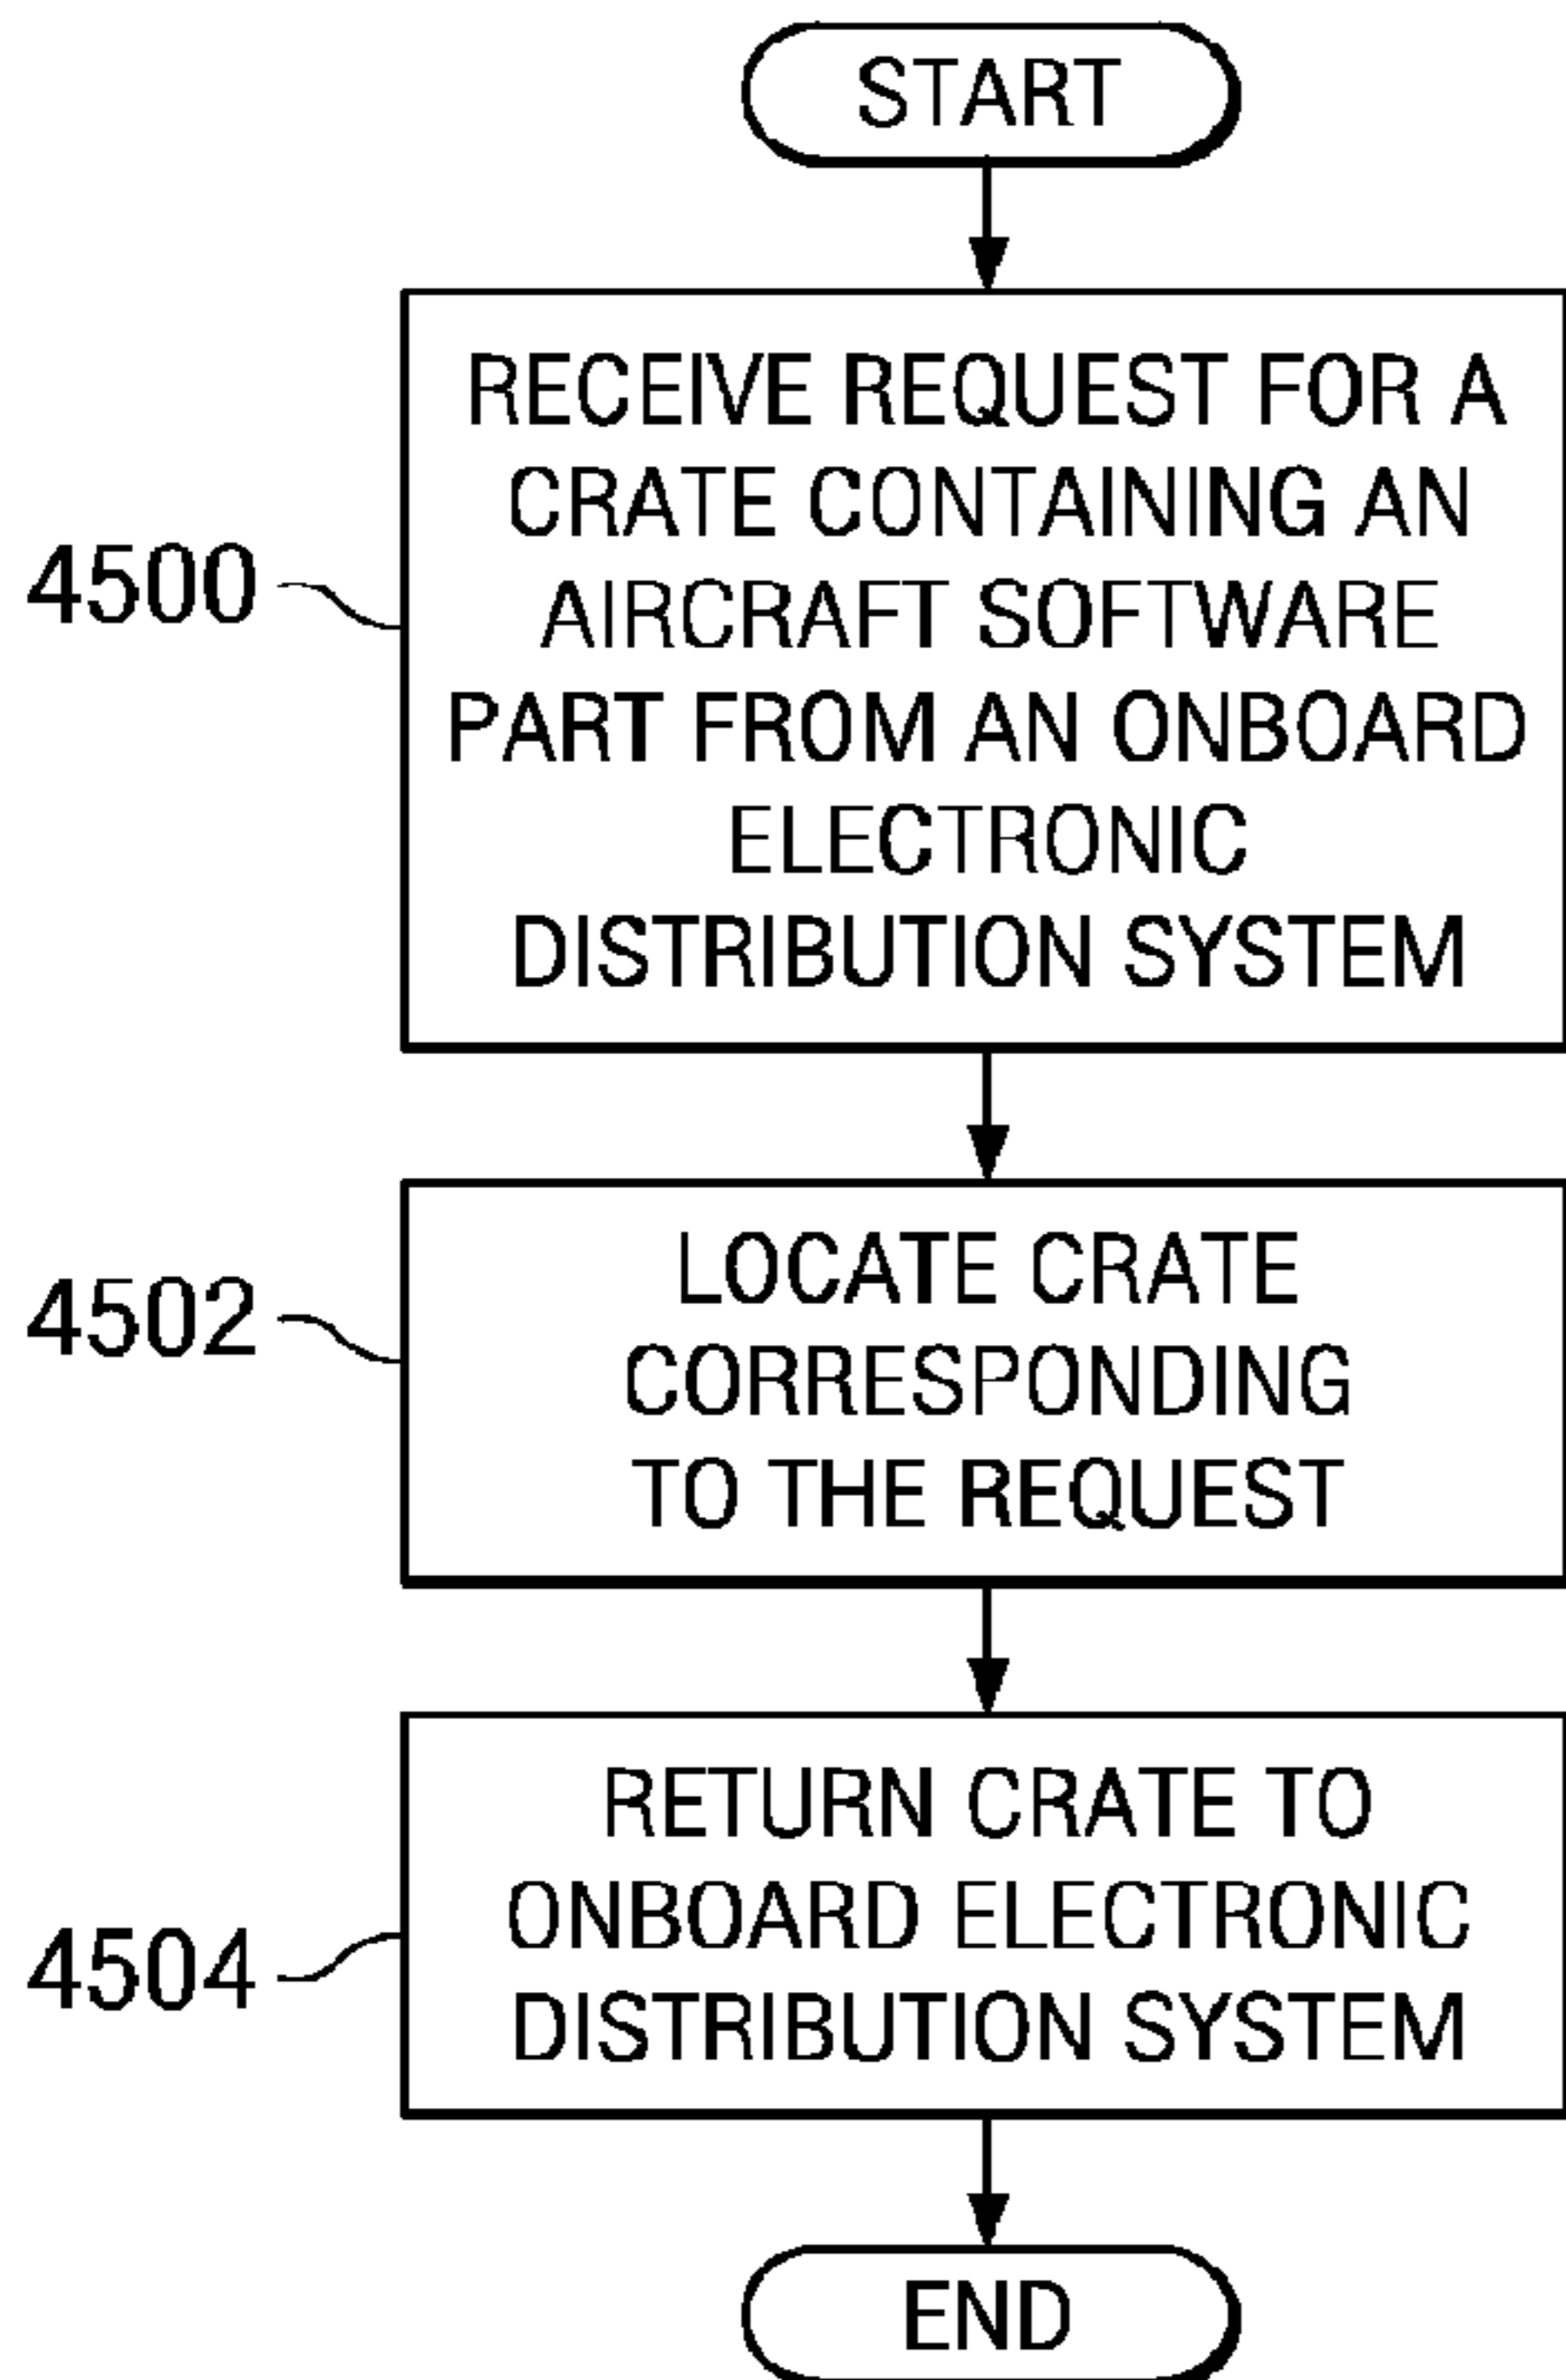 START
RECEIVE REQUEST FOR A
CRATE CONTAINING AN
AIRCRAFT SOFTWARE
PART FROM AN ONBOARD
ELECTRONIC
DISTRIBUTION SYSTEM
4500
LOCATE CRATE
CORRESPONDING
TO THE REQUEST
4502
RETURN CRATE TO
ONBOARD ELECTRONIC
DISTRIBUTION SYSTEM
4504
END